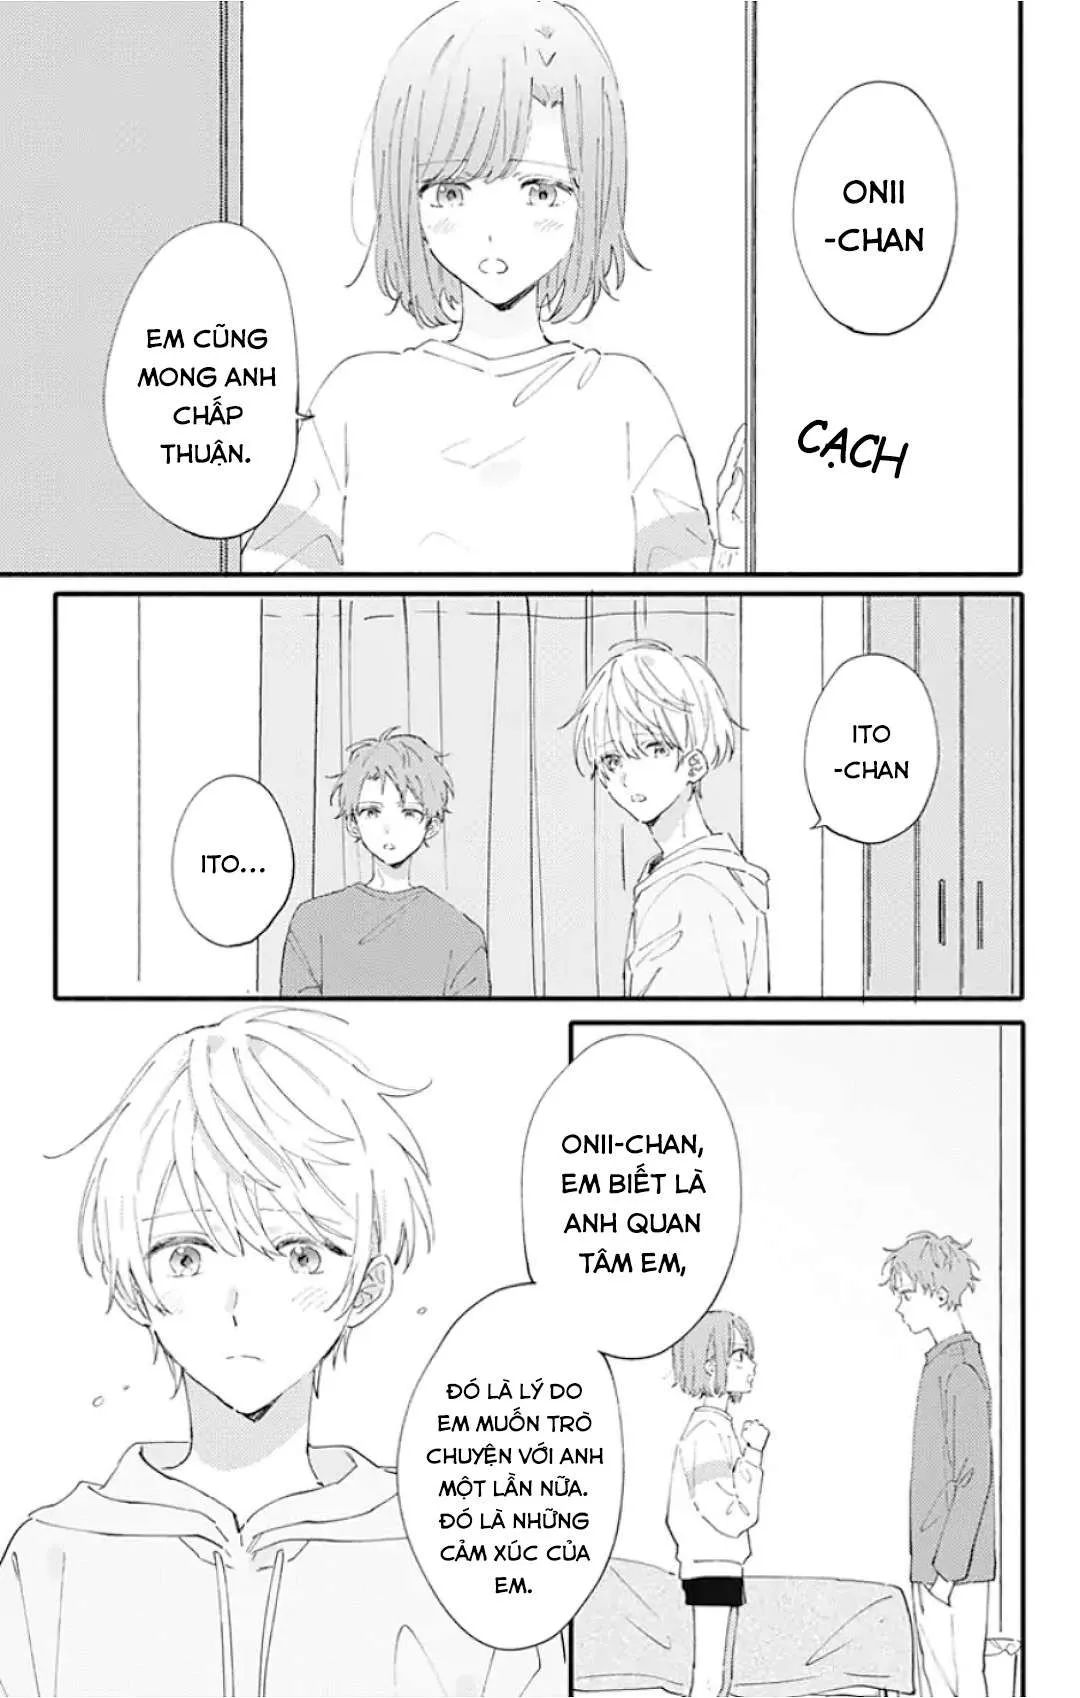 ONII
-CHAN
CẠCH
EM CŨNG
MONG ANH
CHẤP
THUẬN.
ITO
-CHAN
ITO...
ONII-CHAN,
EM BIẾT LÀ
ANH QUAN
TÂM EM,
ĐÓ LÀ LÝ DO
EM MUỐN TRÒ
CHUYỆN VỚI ANH
MỘT LẦN NỮA.
ĐÓ LÀ NHỮNG
CẢM XÚC CỦA
EM.